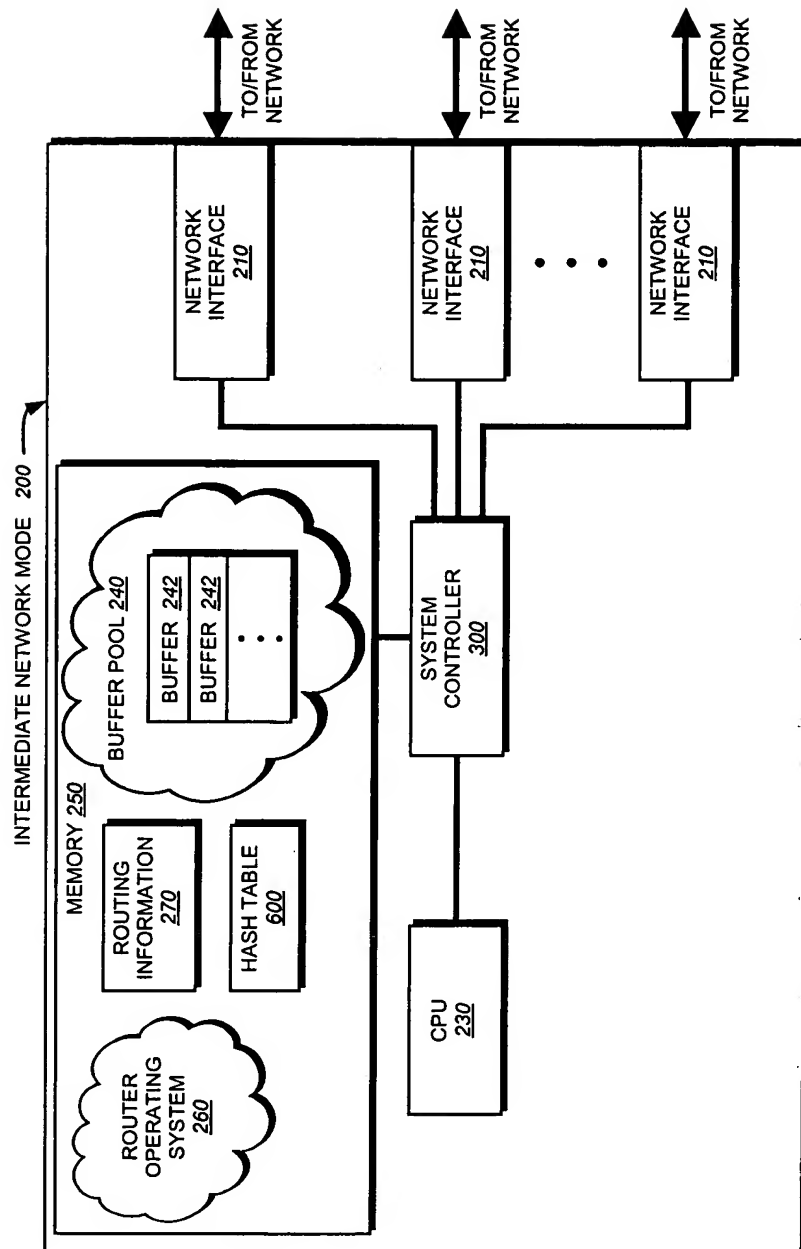 INTERMEDIATE NETWORK MODE 200
MEMORY 250
ROUTER
OPERATING
SYSTEM
260
ROUTING
INFORMATION
270
HASH TABLE
600
BUFFER POOL 240
BUFFER 242
BUFFER 242
CPU
230
SYSTEM
CONTROLLER
300
NETWORK
INTERFACE
210
NETWORK
INTERFACE
210
NETWORK
INTERFACE
210
TO/FROM
NETWORK
TO/FROM
NETWORK
TO/FROM
NETWORK